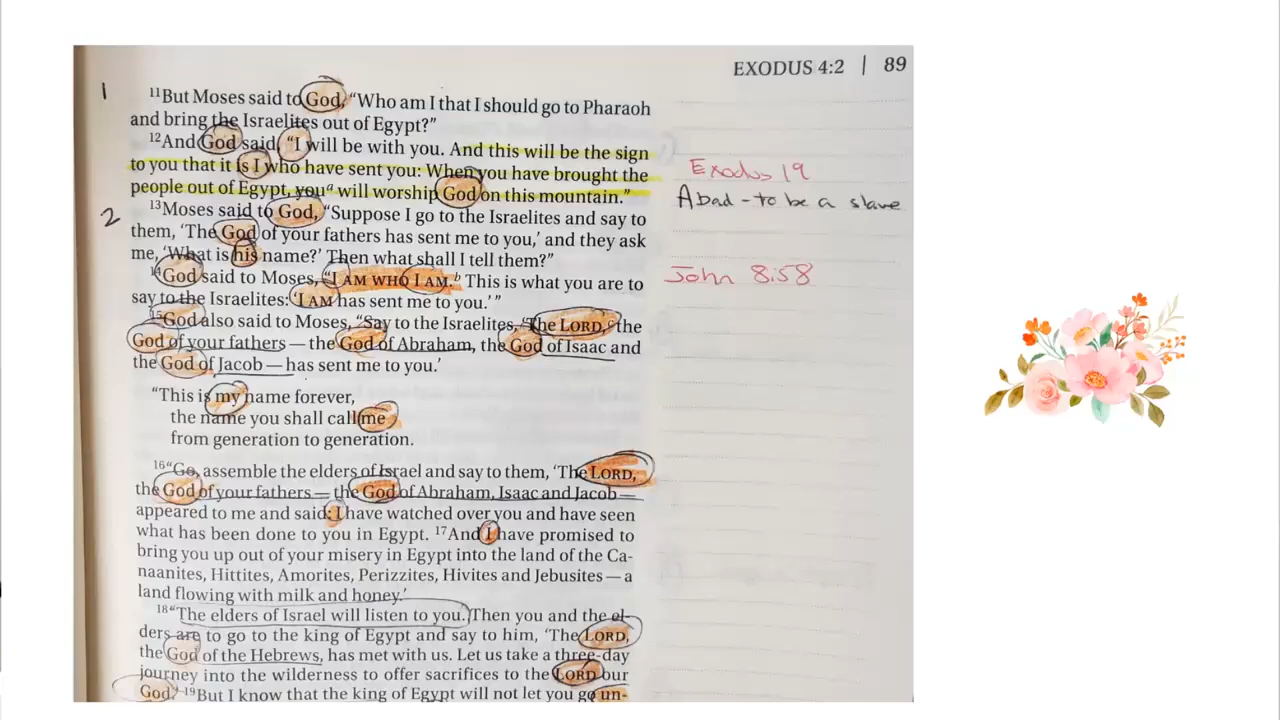 EXODUS 4:2 | 89
1
¹¹But Moses said to God, “Who am I that I should go to Pharaoh
and bring the Israelites out of Egypt?”
¹²And God said, “I will be with you. And this will be the sign
to you that it is I who have sent you: When you have brought the
people out of Egypt, youᵃ will worship God on this mountain.”
Exodus 19
Abad - to be a slave
2
¹³Moses said to God, “Suppose I go to the Israelites and say to
them, ‘The God of your fathers has sent me to you,’ and they ask
me, ‘What is his name?’ Then what shall I tell them?”
¹⁴God said to Moses, “I AM WHO I AM.ᵇ This is what you are to
say to the Israelites: ‘I AM has sent me to you.’”
John 8:58
¹⁵God also said to Moses, “Say to the Israelites, ‘The LORD,ᶜ the
God of your fathers — the God of Abraham, the God of Isaac and
the God of Jacob — has sent me to you.’
“This is my name forever,
the name you shall call me
from generation to generation.
¹⁶“Go, assemble the elders of Israel and say to them, ‘The LORD,
the God of your fathers — the God of Abraham, Isaac and Jacob —
appeared to me and said: I have watched over you and have seen
what has been done to you in Egypt. ¹⁷And I have promised to
bring you up out of your misery in Egypt into the land of the Ca-
naanites, Hittites, Amorites, Perizzites, Hivites and Jebusites — a
land flowing with milk and honey.’
¹⁸“The elders of Israel will listen to you. Then you and the el-
ders are to go to the king of Egypt and say to him, ‘The LORD,
the God of the Hebrews, has met with us. Let us take a three-day
journey into the wilderness to offer sacrifices to the LORD our
God.’ ¹⁹But I know that the king of Egypt will not let you go un-